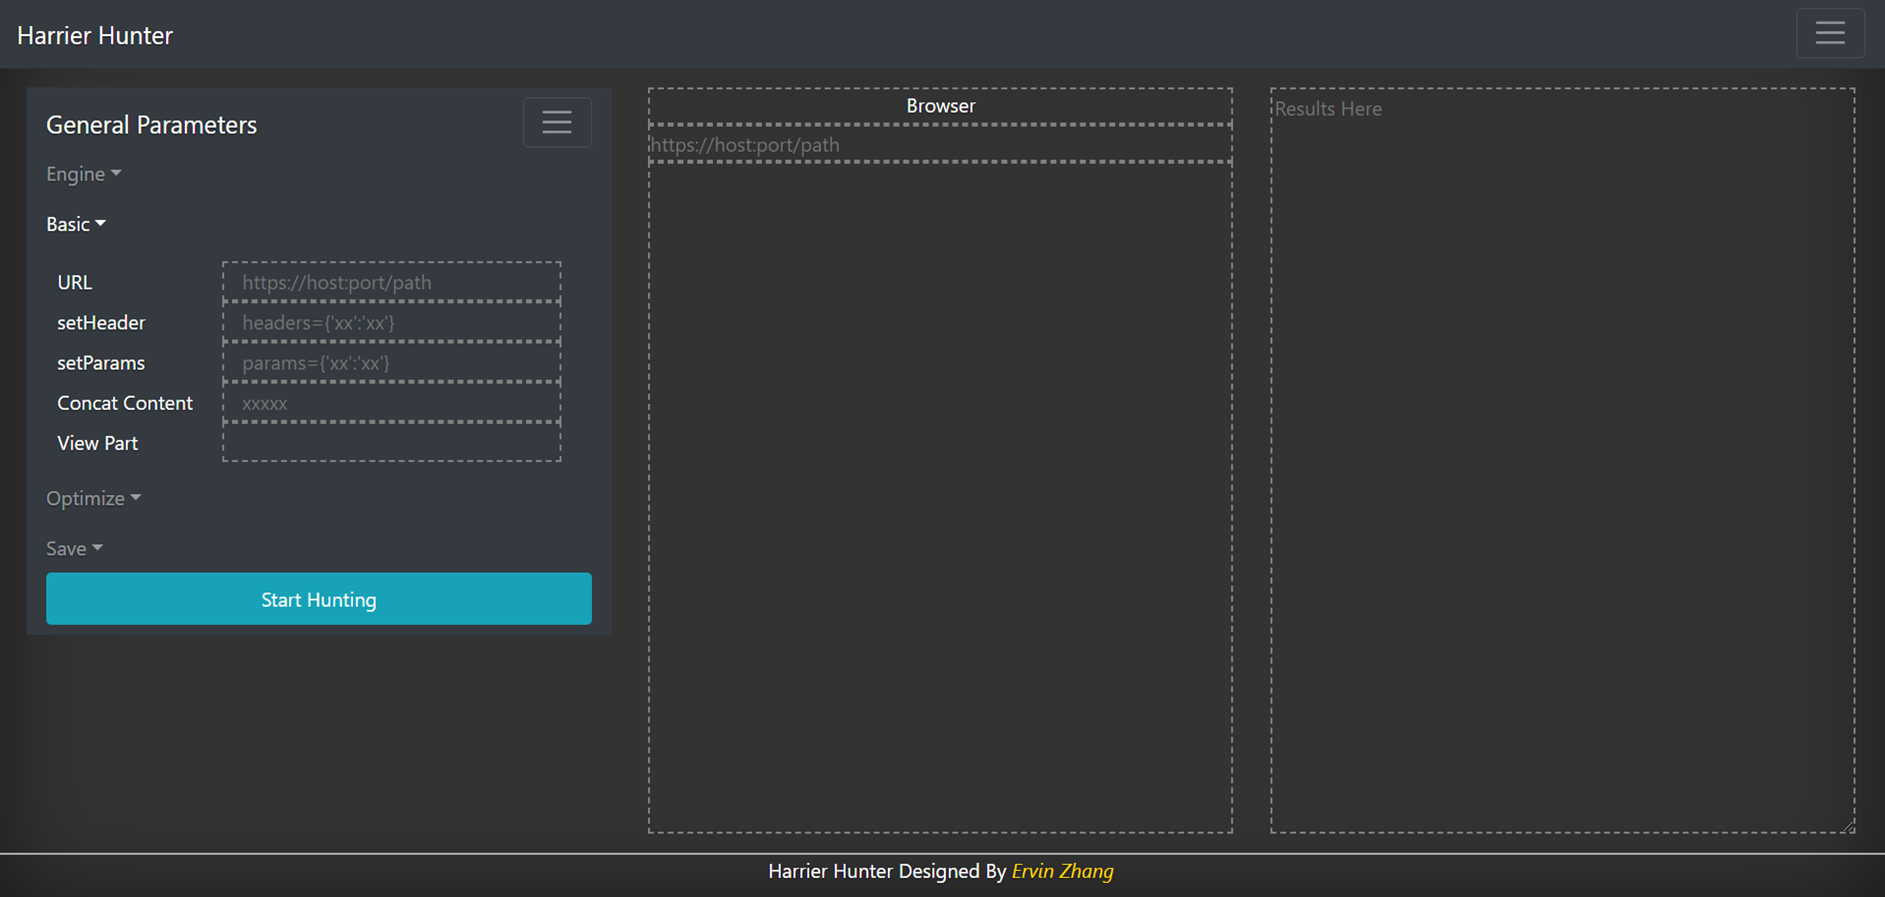 Harrier Hunter
General Parameters
Engine
Basic
URL
https://host:port/path
setHeader
headers={'xx':'xx'}
setParams
params={'xx':'xx'}
Concat Content
xxxxx
View Part
Optimize
Save
Start Hunting
Browser
https://host:port/path
Results Here
Harrier Hunter Designed By Ervin Zhang